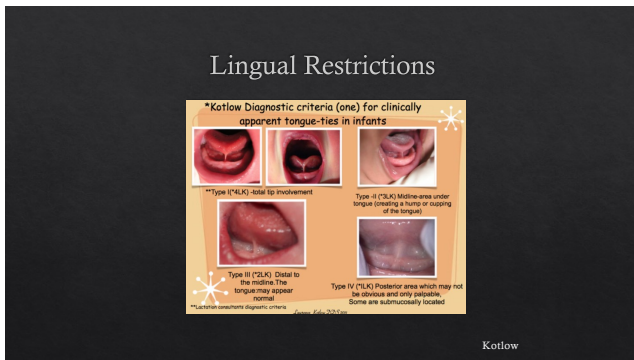 Lingual Restrictions
*Kotlow Diagnostic criteria (one) for clinically
apparent tongue-ties in infants
**Type I(*4LK) -total tip involvement
Type -II (*3LK) Midline-area under
tongue (creating a hump or cupping
of the tongue)
Type III (*2LK) Distal to
the midline.The
tongue:may appear
normal
Type IV (*ILK) Posterior area which may not
be obvious and only palpable,
Some are submucosally located
**Lactation consultants diagnostic criteria
Kotlow